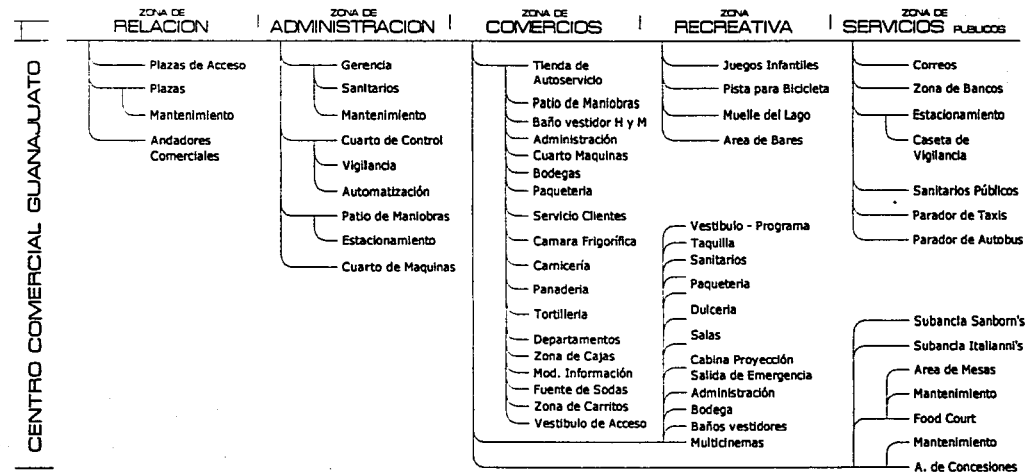 CENTRO COMERCIAL GUANAJUATO
ZONA DE
RELACION
Plazas de Acceso
Plazas
Mantenimiento
Andadores
Comerciales
ZONA DE
ADMINISTRACION
Gerencia
Sanitarios
Mantenimiento
Cuarto de Control
Vigilancia
Automatización
Patio de Maniobras
Estacionamiento
Cuarto de Maquinas
ZONA DE
COMERCIOS
Tienda de
Autoservicio
Patio de Maniobras
Baño vestidor H y M
Administración
Cuarto Maquinas
Bodegas
Paqueteria
Servicio Clientes
Camara Frigorífica
Carnicería
Panaderia
Tortilleria
Departamentos
Zona de Cajas
Mod. Información
Fuente de Sodas
Zona de Carritos
Vestibulo de Acceso
ZONA
RECREATIVA
Juegos Infantiles
Pista para Bicicleta
Muelle del Lago
Area de Bares
Vestibulo - Programa
Taquilla
Sanitarios
Paqueteria
Dulceria
Salas
Cabina Proyección
Salida de Emergencia
Administración
Bodega
Baños vestidores
Multicinemas
ZONA DE
SERVICIOS PUBLICOS
Correos
Zona de Bancos
Estacionamiento
Caseta de
Vigilancia
Sanitarios Públicos
Parador de Taxis
Parador de Autobus
Subancia Sanborn's
Subancia Italianni's
Area de Mesas
Mantenimiento
Food Court
Mantenimiento
A. de Concesiones